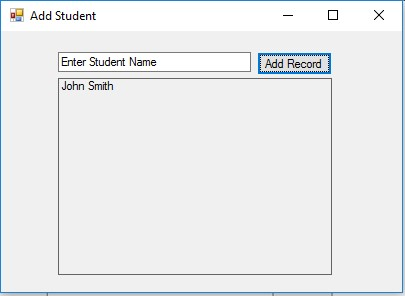 Add Student
Enter Student Name
Add Record
John Smith